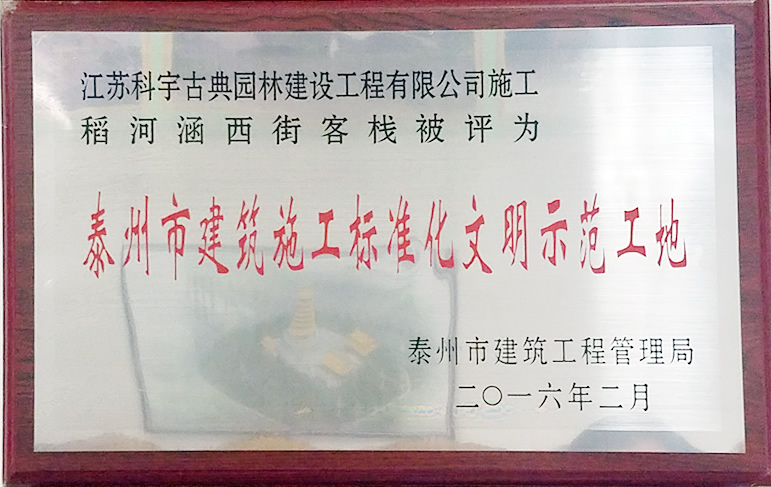 江苏科宇古典园林建设工程有限公司施工
稻河涵西街客栈被评为
泰州市建筑施工标准化文明示范工地
泰州市建筑工程管理局
二〇一六年二月